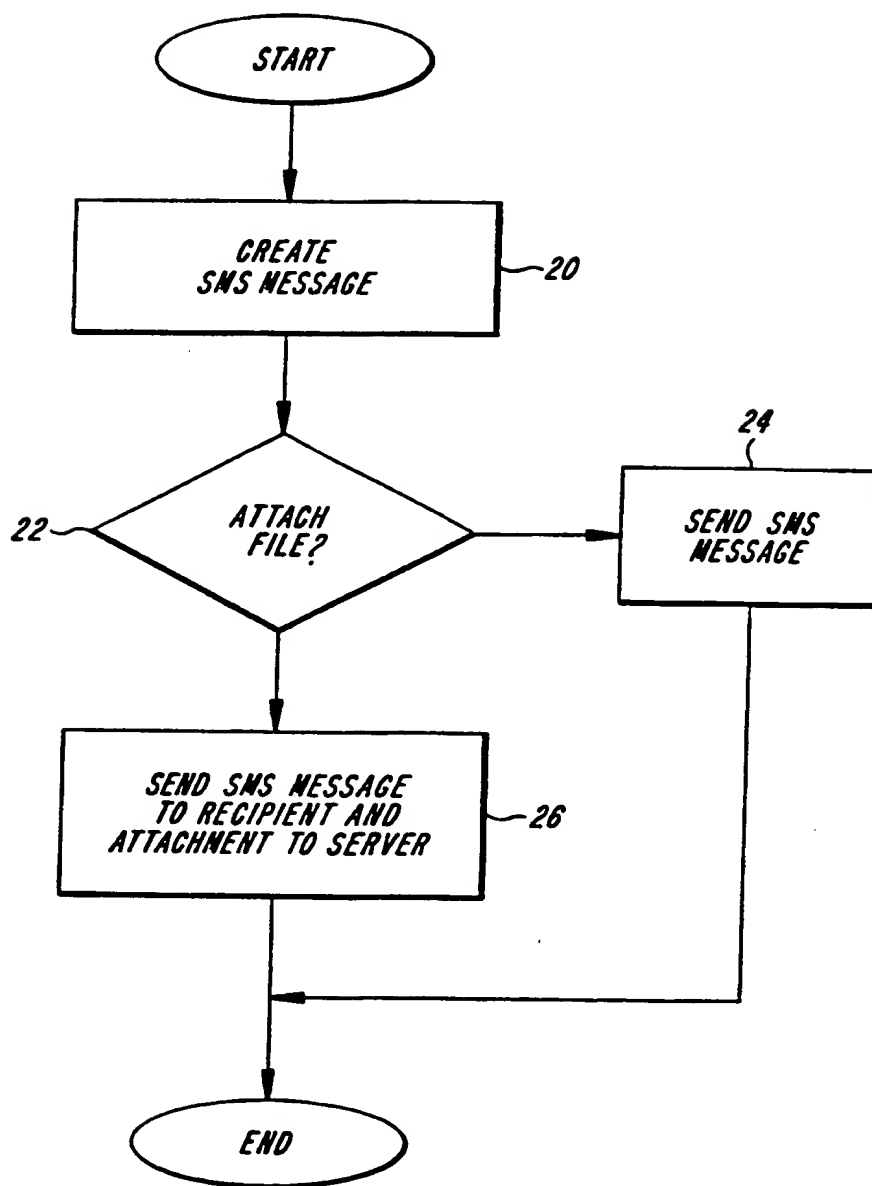 START
CREATE
SMS MESSAGE
20
22
ATTACH
FILE?
24
SEND SMS
MESSAGE
SEND SMS MESSAGE
TO RECIPIENT AND
ATTACHMENT TO SERVER
26
END